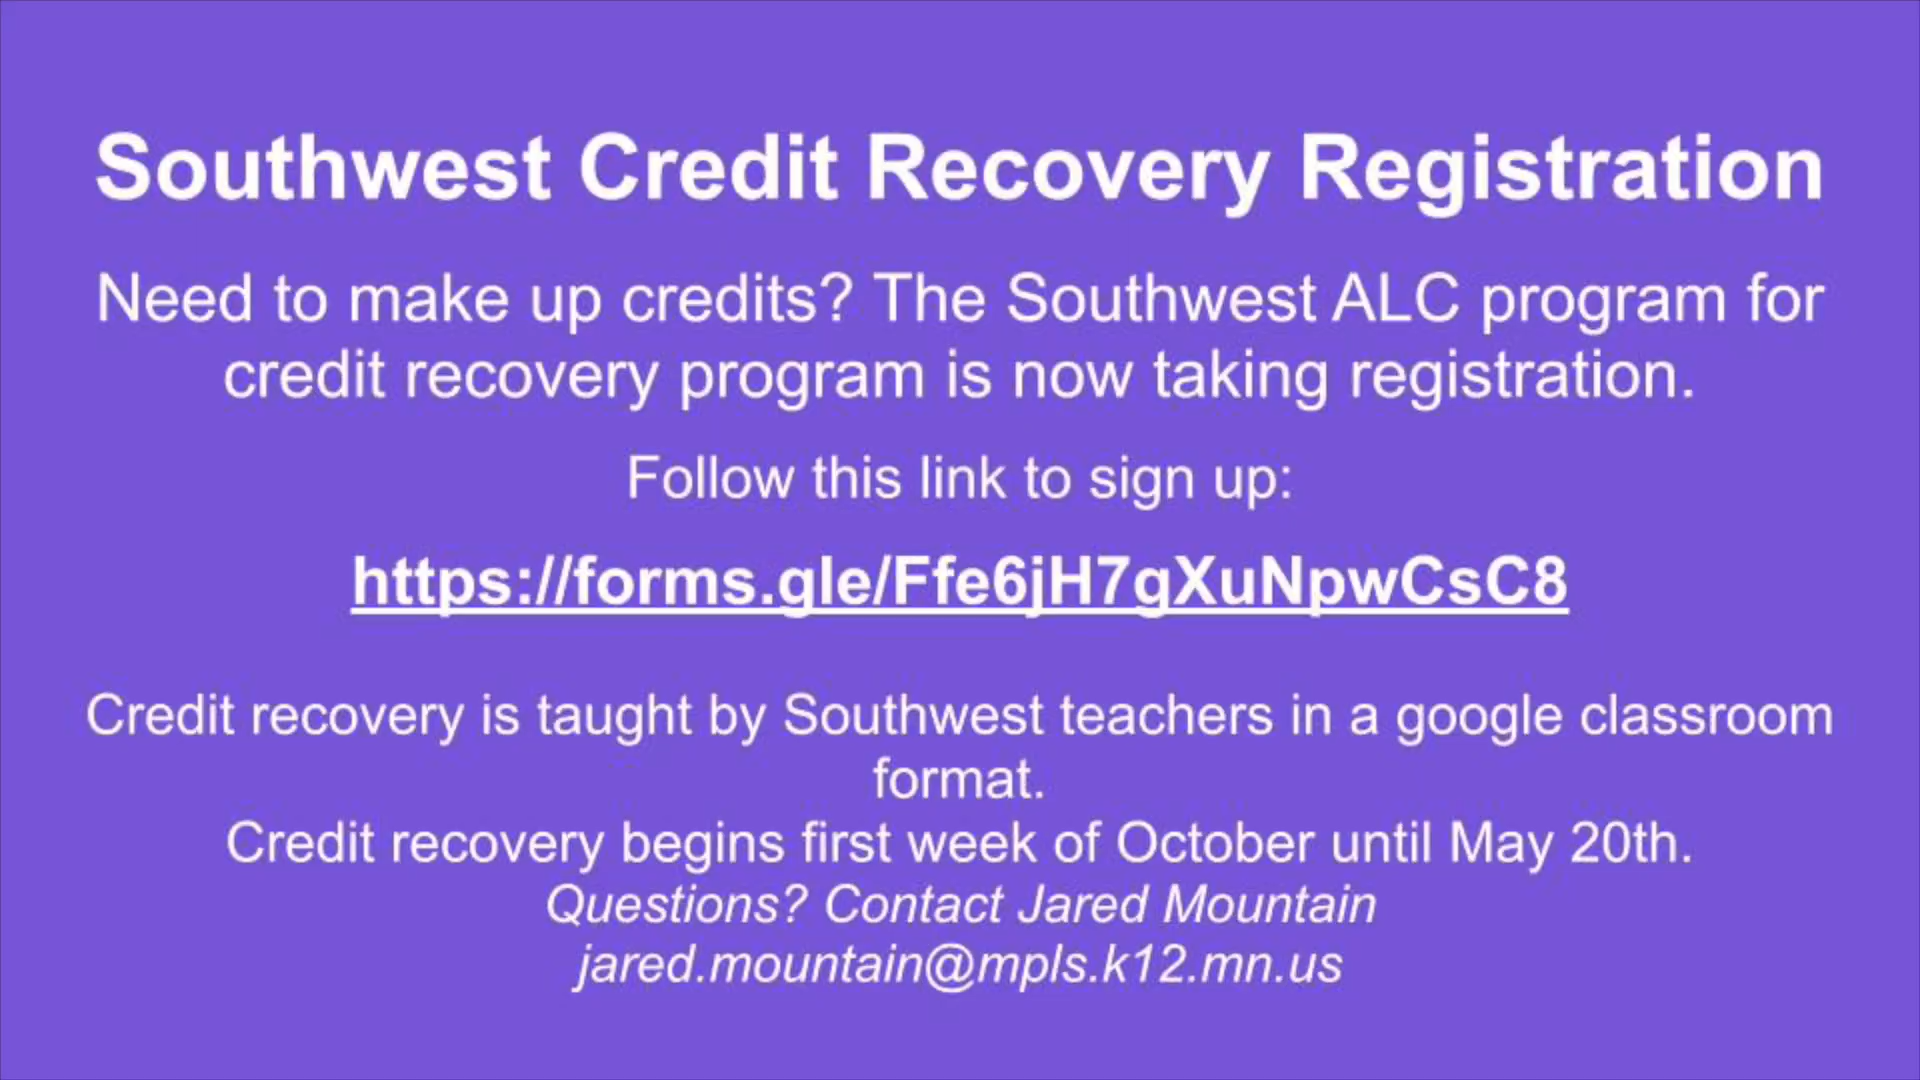 Southwest Credit Recovery Registration
Need to make up credits? The Southwest ALC program for
credit recovery program is now taking registration.
Follow this link to sign up:
https://forms.gle/Ffe6jH7gXuNpwCsC8
Credit recovery is taught by Southwest teachers in a google classroom
format.
Credit recovery begins first week of October until May 20th.
Questions? Contact Jared Mountain
jared.mountain@mpls.k12.mn.us